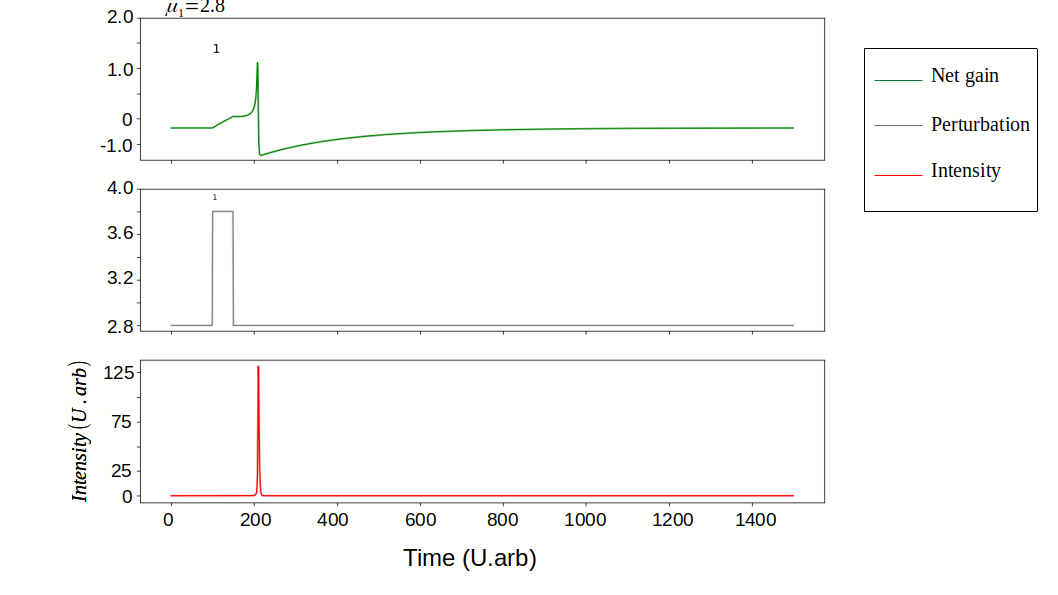 μ₁=2.8
2.0
1.0
0
-1.0
1
4.0
3.6
3.2
2.8
1
125
75
25
0
Intensity (U . arb)
0 200 400 600 800 1000 1200 1400
Time (U.arb)
Net gain
Perturbation
Intensity